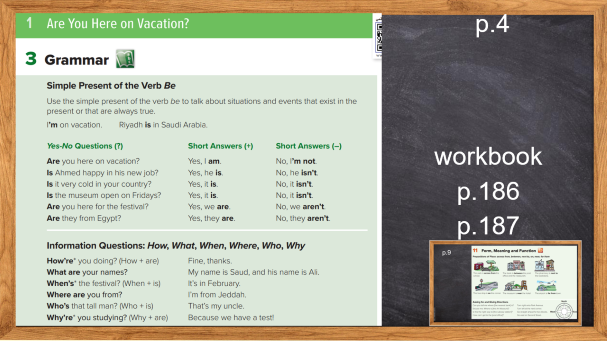 1 Are You Here on Vacation?
3 Grammar
Simple Present of the Verb Be
Use the simple present of the verb be to talk about situations and events that exist in the
present or that are always true.
I'm on vacation. Riyadh is in Saudi Arabia.
Yes-No Questions (?) Short Answers (+) Short Answers (–)
Are you here on vacation? Yes, I am. No, I'm not.
Is Ahmed happy in his new job? Yes, he is. No, he isn't.
Is it very cold in your country? Yes, it is. No, it isn't.
Is the museum open on Fridays? Yes, it is. No, it isn't.
Are you here for the festival? Yes, we are. No, we aren't.
Are they from Egypt? Yes, they are. No, they aren't.
Information Questions: How, What, When, Where, Who, Why
How're* you doing? (How + are) Fine, thanks.
What are your names? My name is Saud, and his name is Ali.
When's* the festival? (When + is) It's in February.
Where are you from? I'm from Jeddah.
Who's that tall man? (Who + is) That's my uncle.
Why're* you studying? (Why + are) Because we have a test!
p.4
workbook
p.186
p.187
p.9
11 Form, Meaning and Function